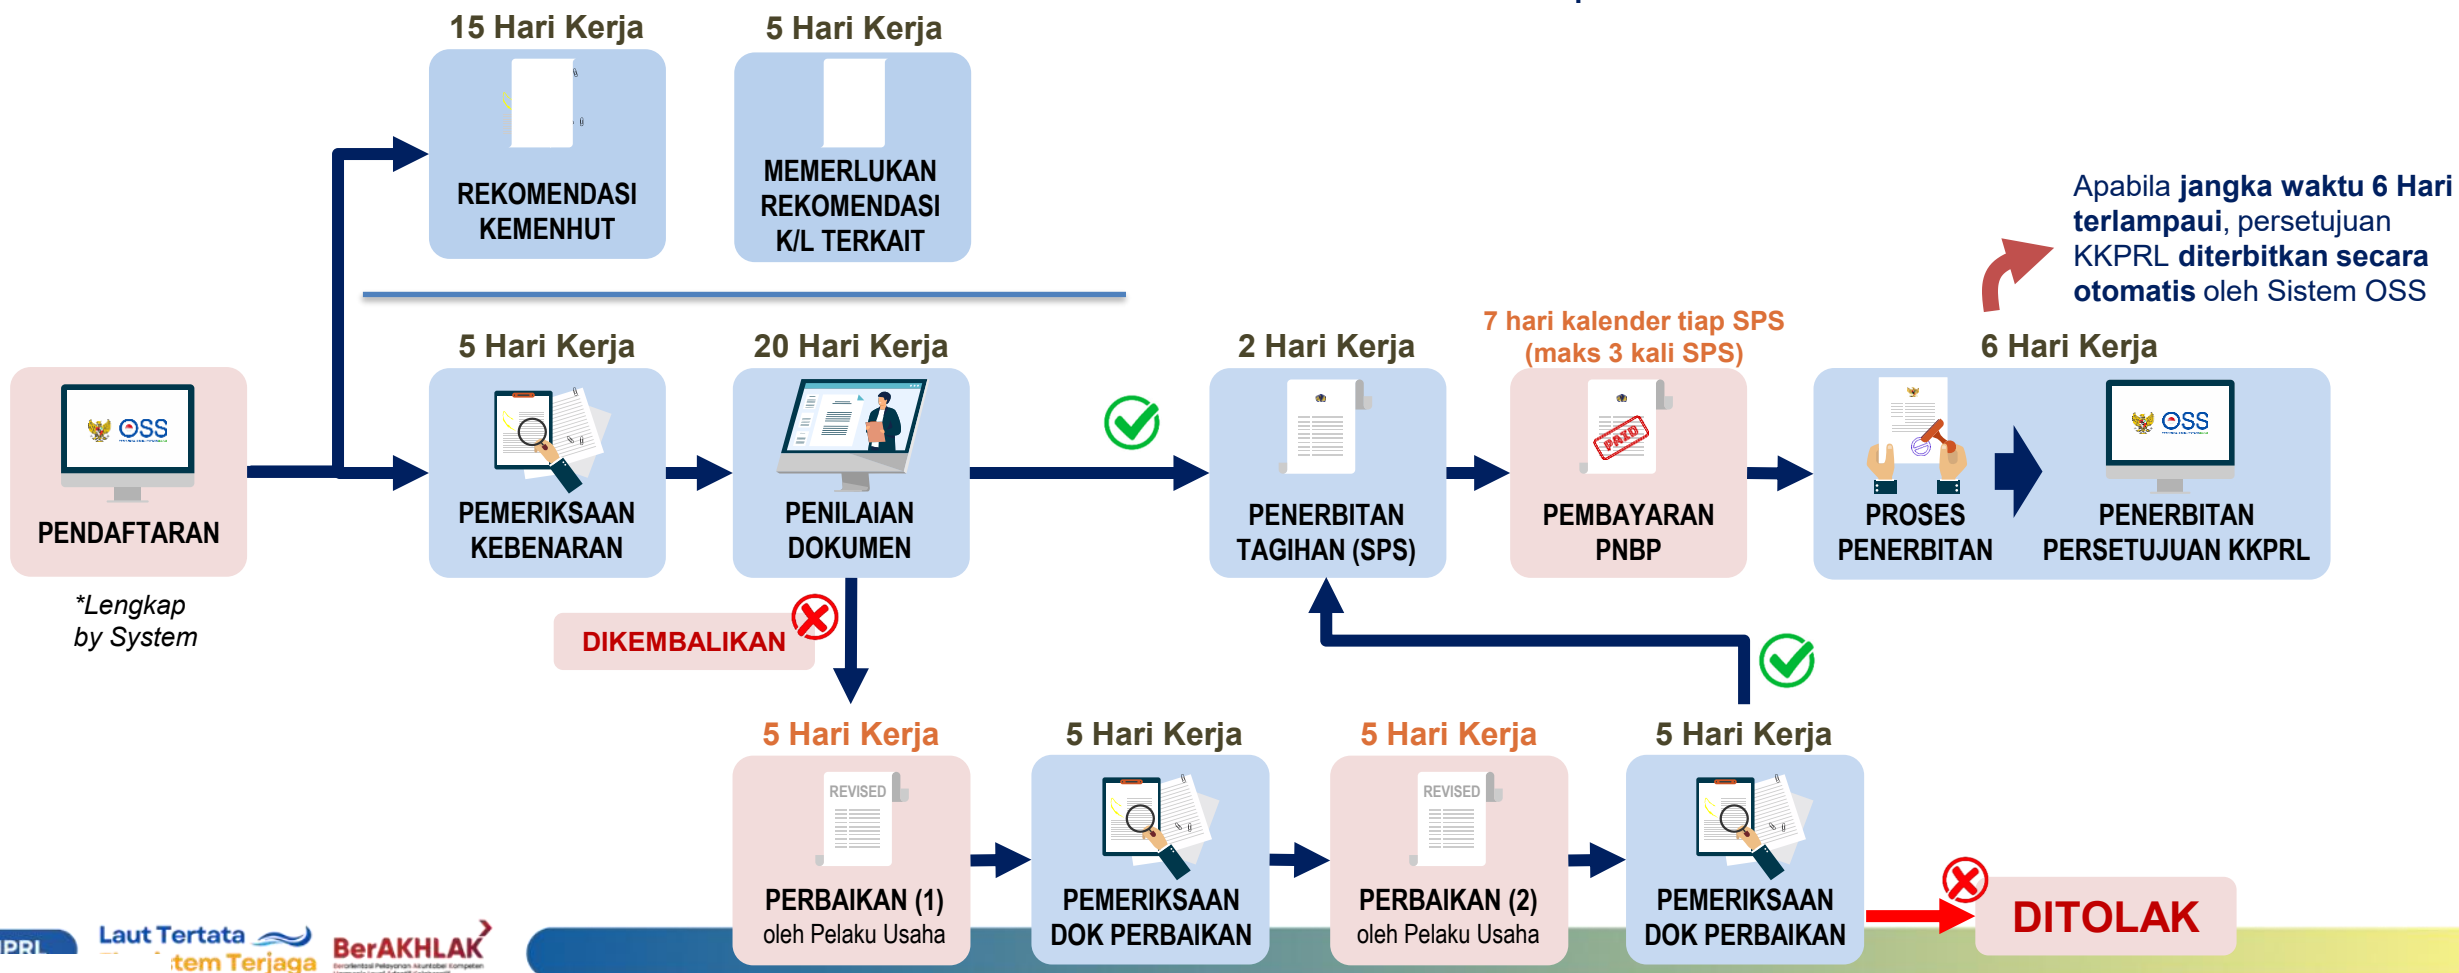 15 Hari Kerja
5 Hari Kerja
REKOMENDASI
KEMENHUT
MEMERLUKAN
REKOMENDASI
K/L TERKAIT
Apabila jangka waktu 6 Hari
terlampaui, persetujuan
KKPRL diterbitkan secara
otomatis oleh Sistem OSS
5 Hari Kerja
20 Hari Kerja
2 Hari Kerja
7 hari kalender tiap SPS
(maks 3 kali SPS)
6 Hari Kerja
OSS
PENDAFTARAN
*Lengkap
by System
PEMERIKSAAN
KEBENARAN
PENILAIAN
DOKUMEN
PENERBITAN
TAGIHAN (SPS)
PAID
PEMBAYARAN
PNBP
PROSES
PENERBITAN
OSS
PENERBITAN
PERSETUJUAN KKPRL
DIKEMBALIKAN
5 Hari Kerja
5 Hari Kerja
5 Hari Kerja
5 Hari Kerja
REVISED
PERBAIKAN (1)
oleh Pelaku Usaha
PEMERIKSAAN
DOK PERBAIKAN
REVISED
PERBAIKAN (2)
oleh Pelaku Usaha
PEMERIKSAAN
DOK PERBAIKAN
DITOLAK
Laut Tertata
Terjaga
BerAKHLAK
Berorientasi Pelayanan Akuntabel Kompeten